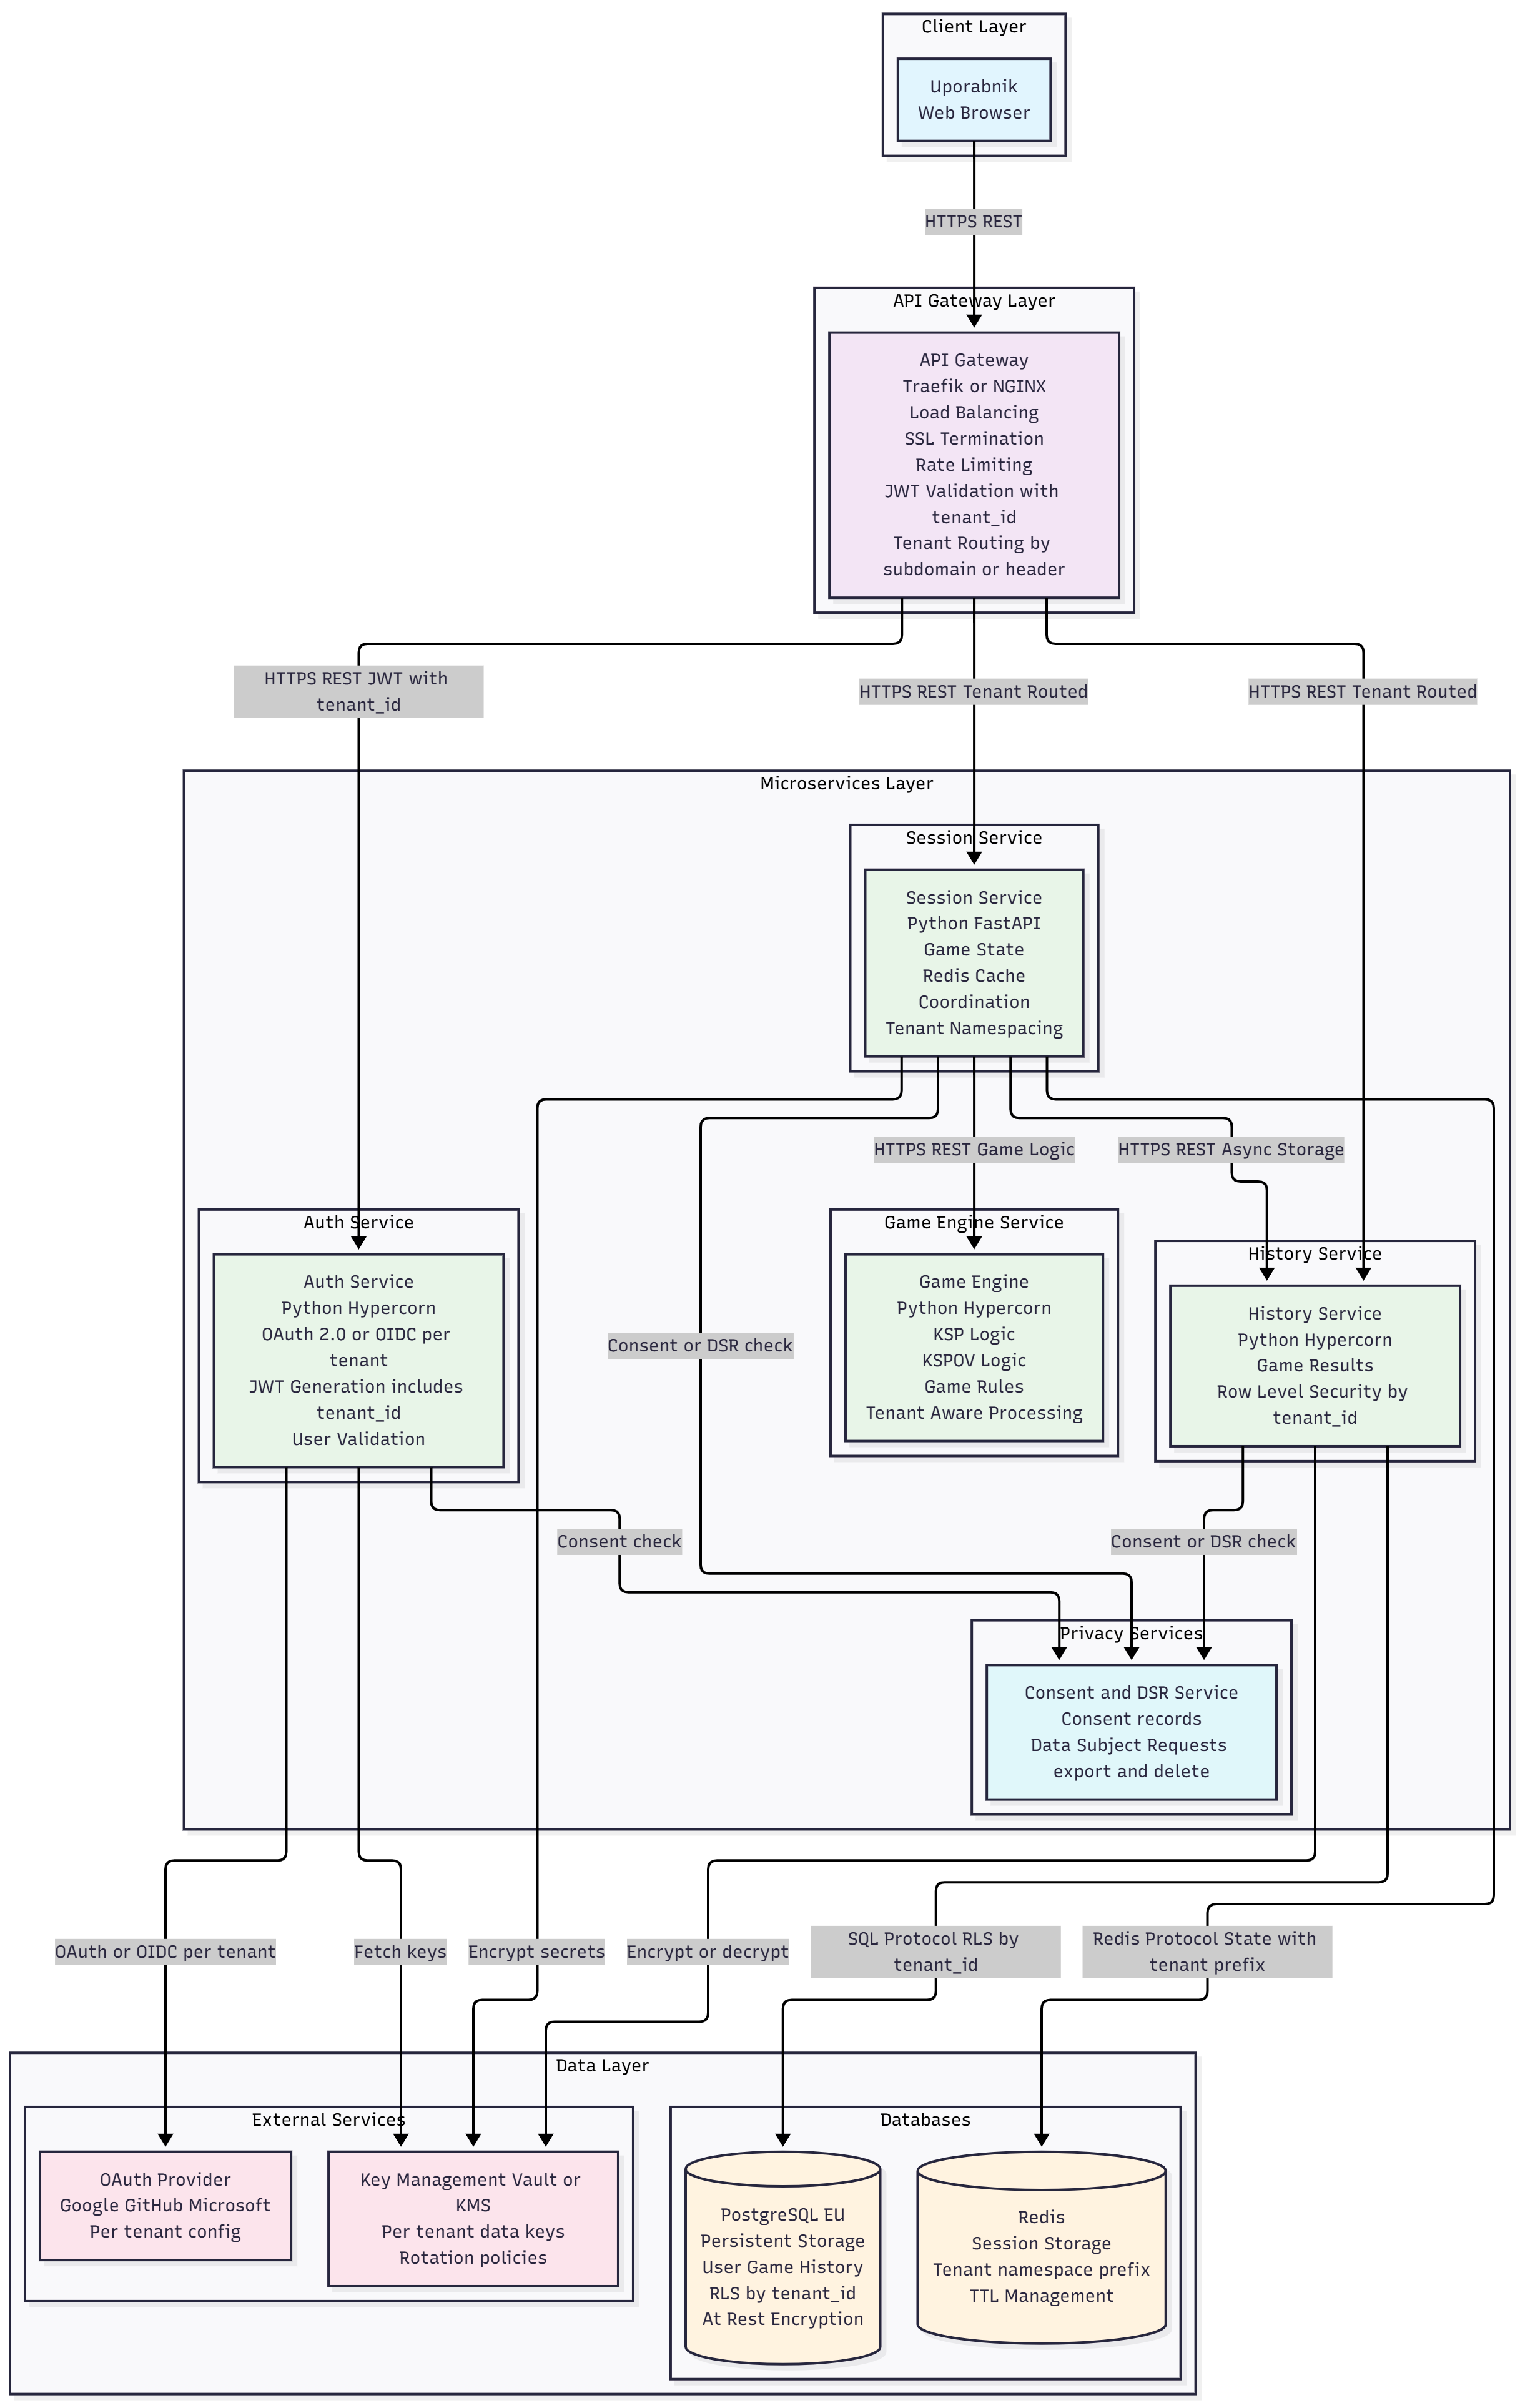 Client Layer
Uporabnik
Web Browser
HTTPS REST
API Gateway Layer
API Gateway
Traefik or NGINX
Load Balancing
SSL Termination
Rate Limiting
JWT Validation with
tenant_id
Tenant Routing by
subdomain or header
HTTPS REST JWT with
tenant_id
HTTPS REST Tenant Routed
HTTPS REST Tenant Routed
Microservices Layer
Session Service
Session Service
Python FastAPI
Game State
Redis Cache
Coordination
Tenant Namespacing
HTTPS REST Game Logic
HTTPS REST Async Storage
Auth Service
Auth Service
Python Hypercorn
OAuth 2.0 or OIDC per
tenant
JWT Generation includes
tenant_id
User Validation
Consent or DSR check
Game Engine Service
Game Engine
Python Hypercorn
KSP Logic
KSPOV Logic
Game Rules
Tenant Aware Processing
History Service
History Service
Python Hypercorn
Game Results
Row Level Security by
tenant_id
Consent check
Consent or DSR check
Privacy Services
Consent and DSR Service
Consent records
Data Subject Requests
export and delete
OAuth or OIDC per tenant
Fetch keys
Encrypt secrets
Encrypt or decrypt
SQL Protocol RLS by
tenant_id
Redis Protocol State with
tenant prefix
Data Layer
External Services
OAuth Provider
Google GitHub Microsoft
Per tenant config
Key Management Vault or
KMS
Per tenant data keys
Rotation policies
Databases
PostgreSQL EU
Persistent Storage
User Game History
RLS by tenant_id
At Rest Encryption
Redis
Session Storage
Tenant namespace prefix
TTL Management